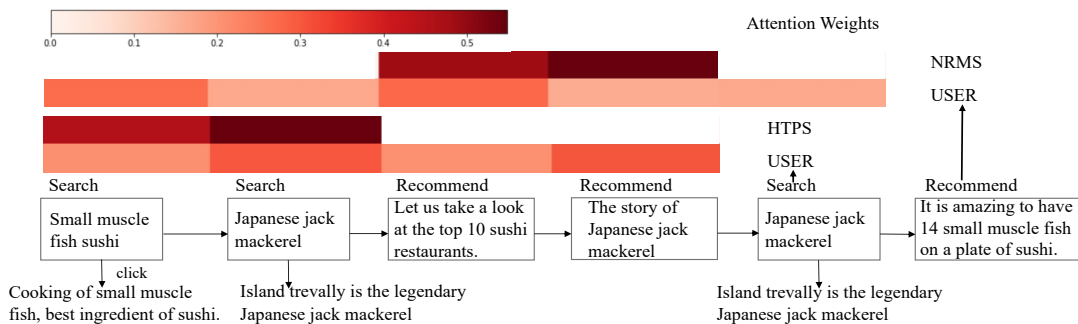 Attention Weights
0.0 0.1 0.2 0.3 0.4 0.5
NRMS
USER
HTPS
USER
Search
Search
Recommend
Recommend
Search
Recommend
Small muscle
fish sushi
Japanese jack
mackerel
Let us take a look
at the top 10 sushi
restaurants.
The story of
Japanese jack
mackerel
Japanese jack
mackerel
It is amazing to have
14 small muscle fish
on a plate of sushi.
click
Cooking of small muscle
fish, best ingredient of sushi.
Island trevally is the legendary
Japanese jack mackerel
Island trevally is the legendary
Japanese jack mackerel